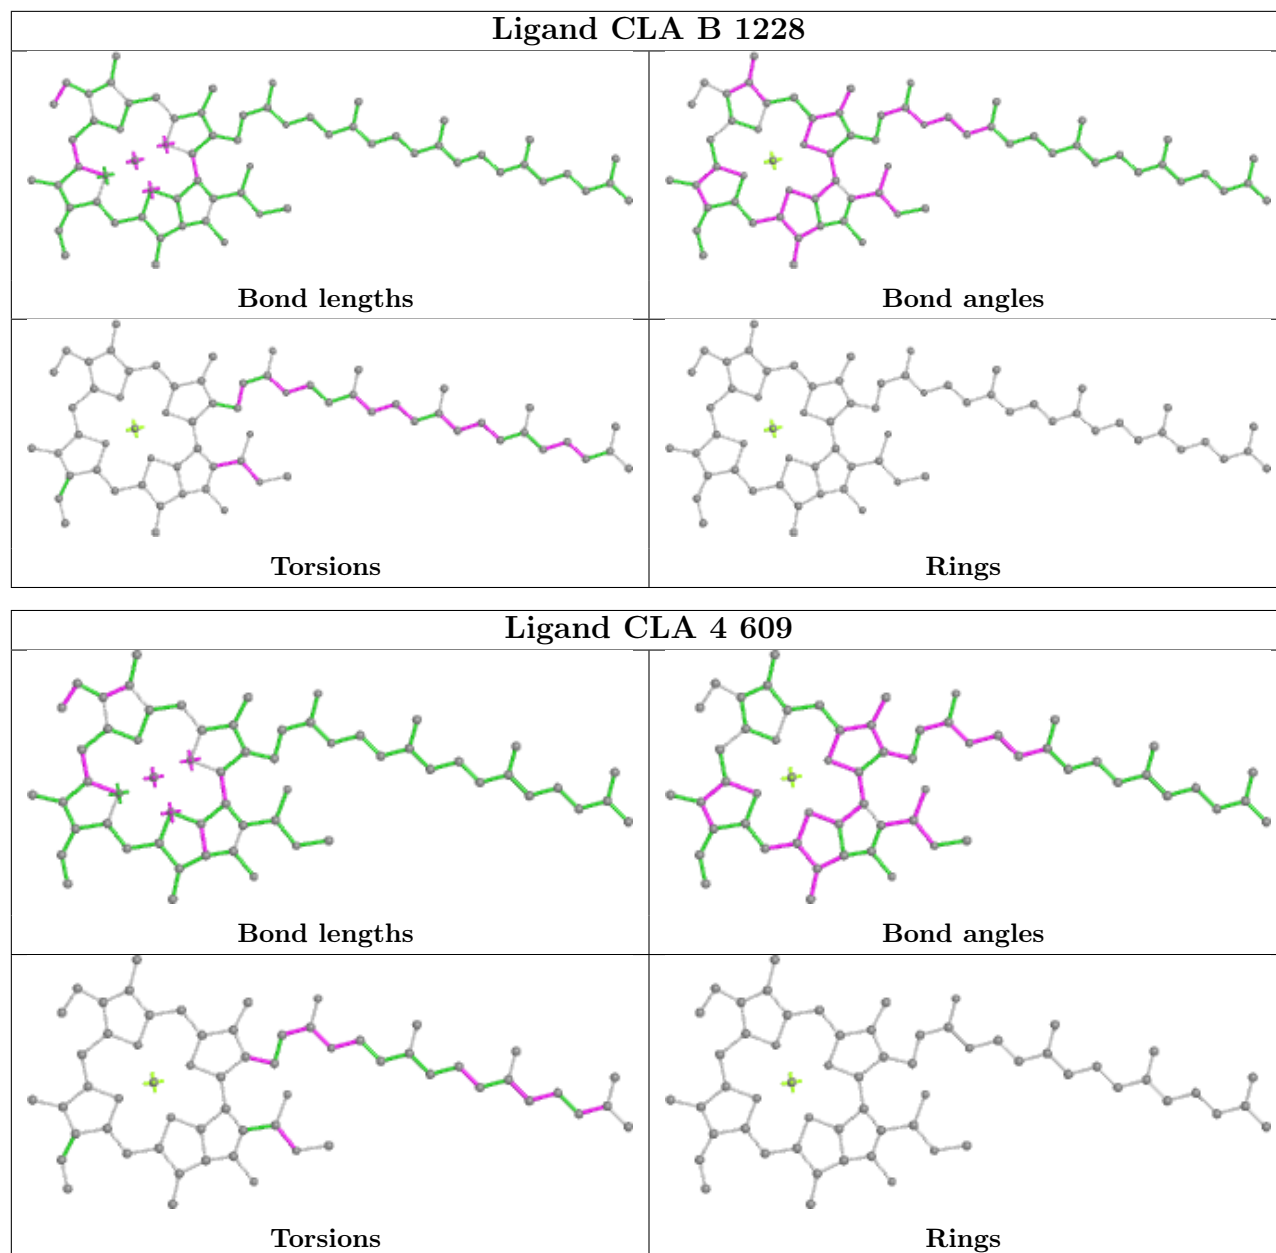 Ligand CLA B 1228
Bond lengths
Bond angles
Torsions
Rings
Ligand CLA 4 609
Bond lengths
Bond angles
Torsions
Rings